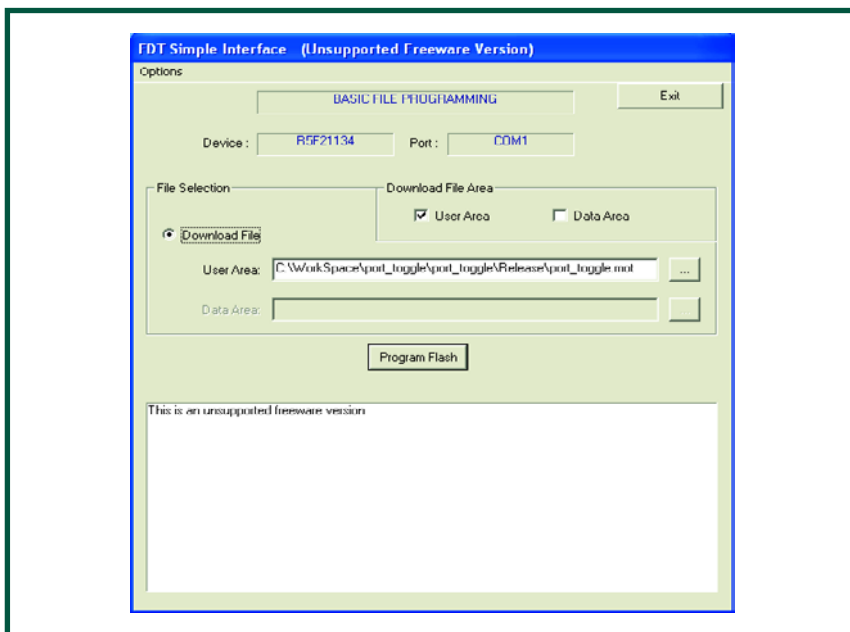 FDT Simple Interface (Unsupported Freeware Version)
Options
BASIC FILE PROGRAMMING
Exit
Device : R5F21134 Port : COM1
File Selection
Download File Area
User Area Data Area
Download File
User Area: C:\WorkSpace\port_toggle\port_toggle\Release\port_toggle.mot ...
Data Area: ...
Program Flash
This is an unsupported freeware version